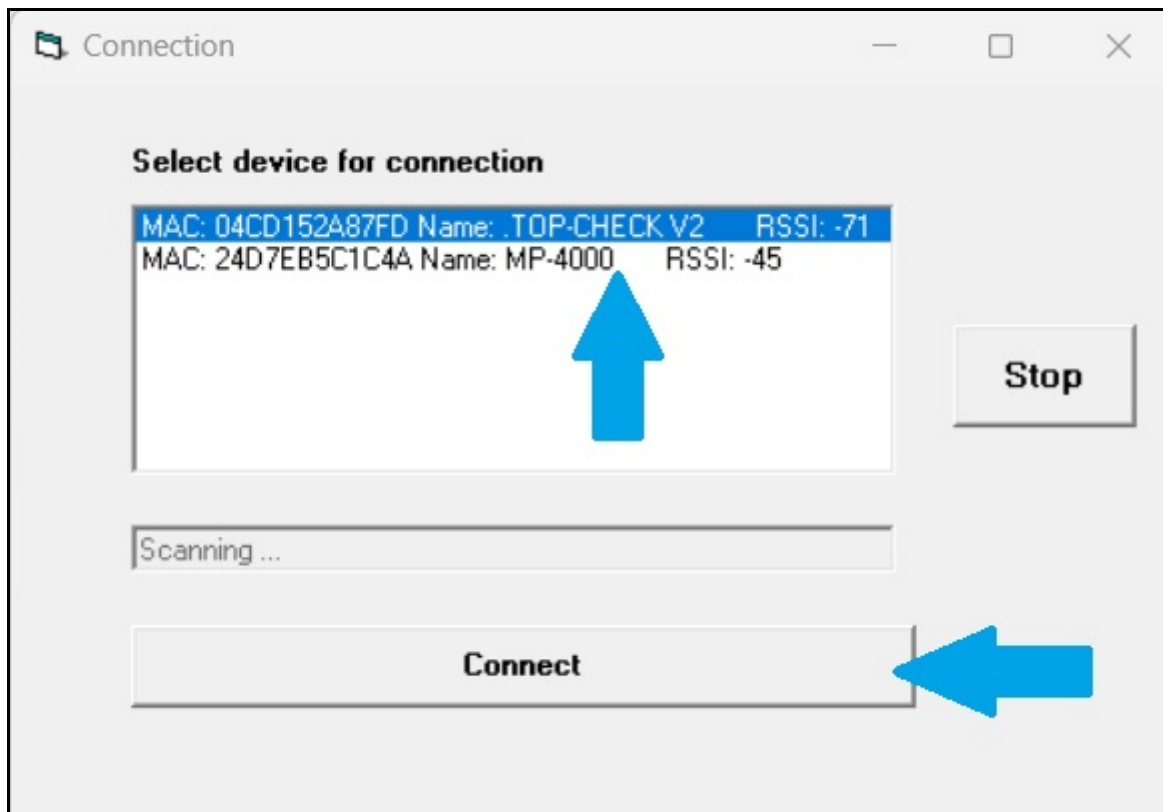 Connection
Select device for connection
MAC: 04CD152A87FD Name: .TOP-CHECK V2 RSSI: -71
MAC: 24D7EB5C1C4A Name: MP-4000 RSSI: -45
Stop
Scanning ...
Connect